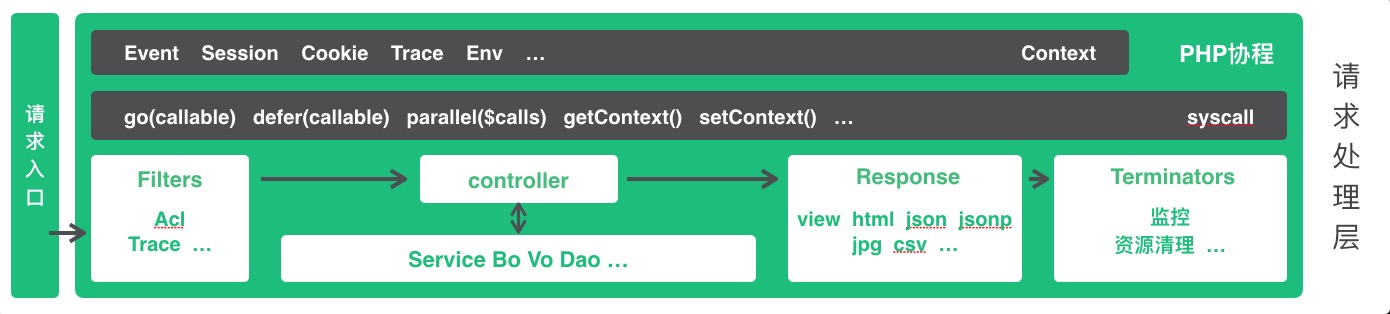 请求入口
Event Session Cookie Trace Env ... Context
PHP协程
go(callable) defer(callable) parallel($calls) getContext() setContext() ... syscall
Filters
Acl
Trace ...
controller
Service Bo Vo Dao ...
Response
view html json jsonp
jpg csv ...
Terminators
监控
资源清理 ...
请求处理层